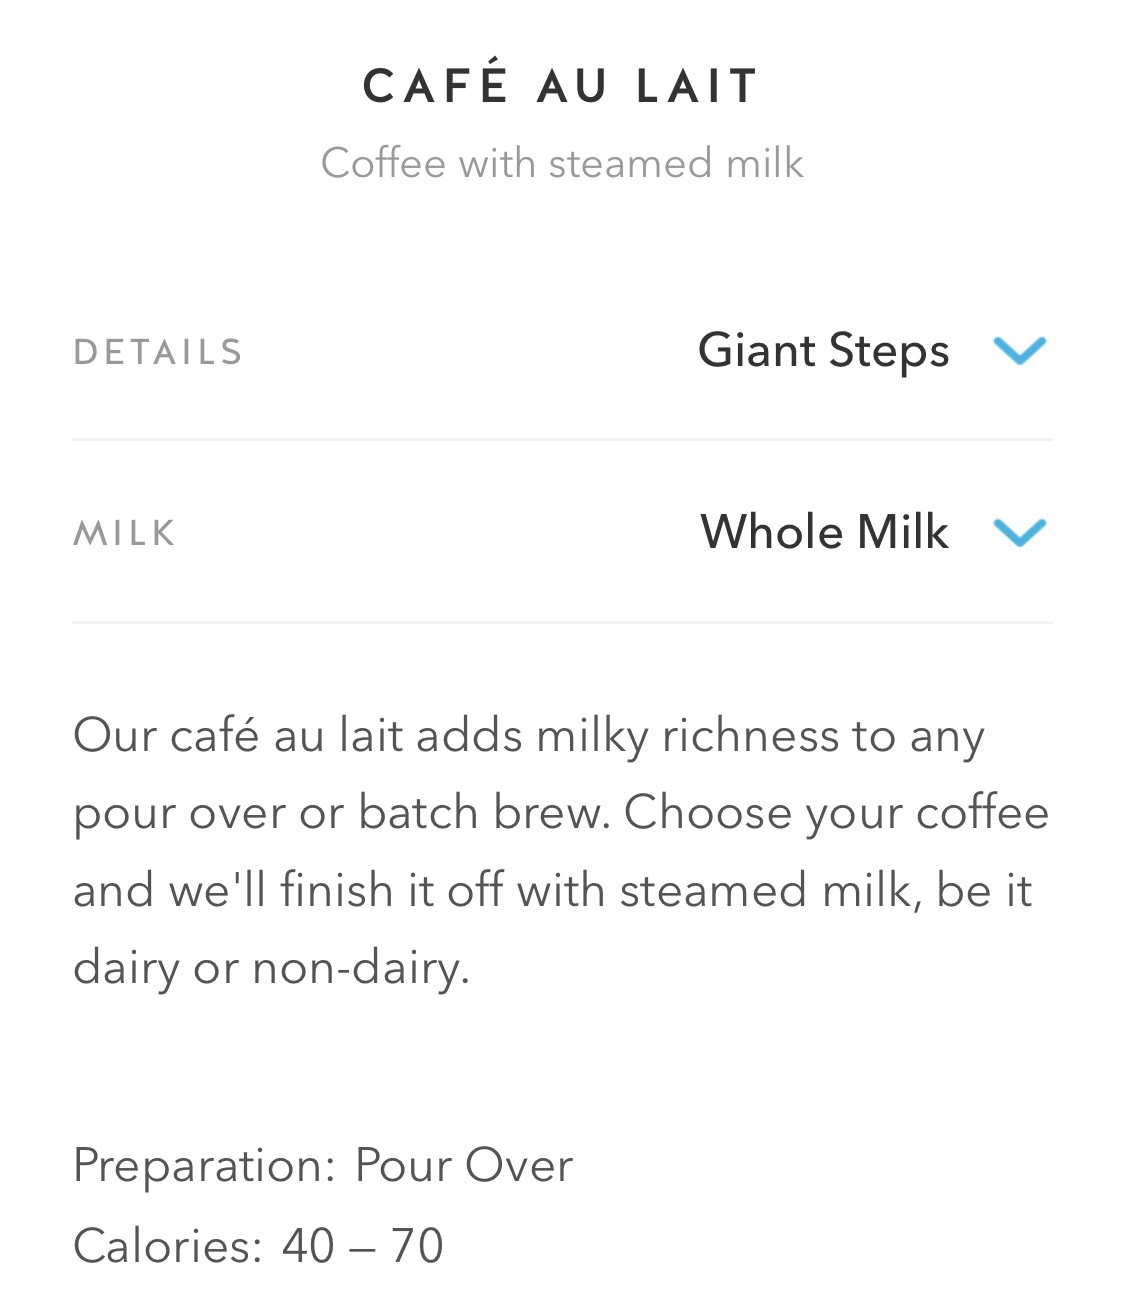 CAFÉ AU LAIT
Coffee with steamed milk
DETAILS Giant Steps
MILK Whole Milk
Our café au lait adds milky richness to any
pour over or batch brew. Choose your coffee
and we'll finish it off with steamed milk, be it
dairy or non-dairy.
Preparation: Pour Over
Calories: 40 – 70